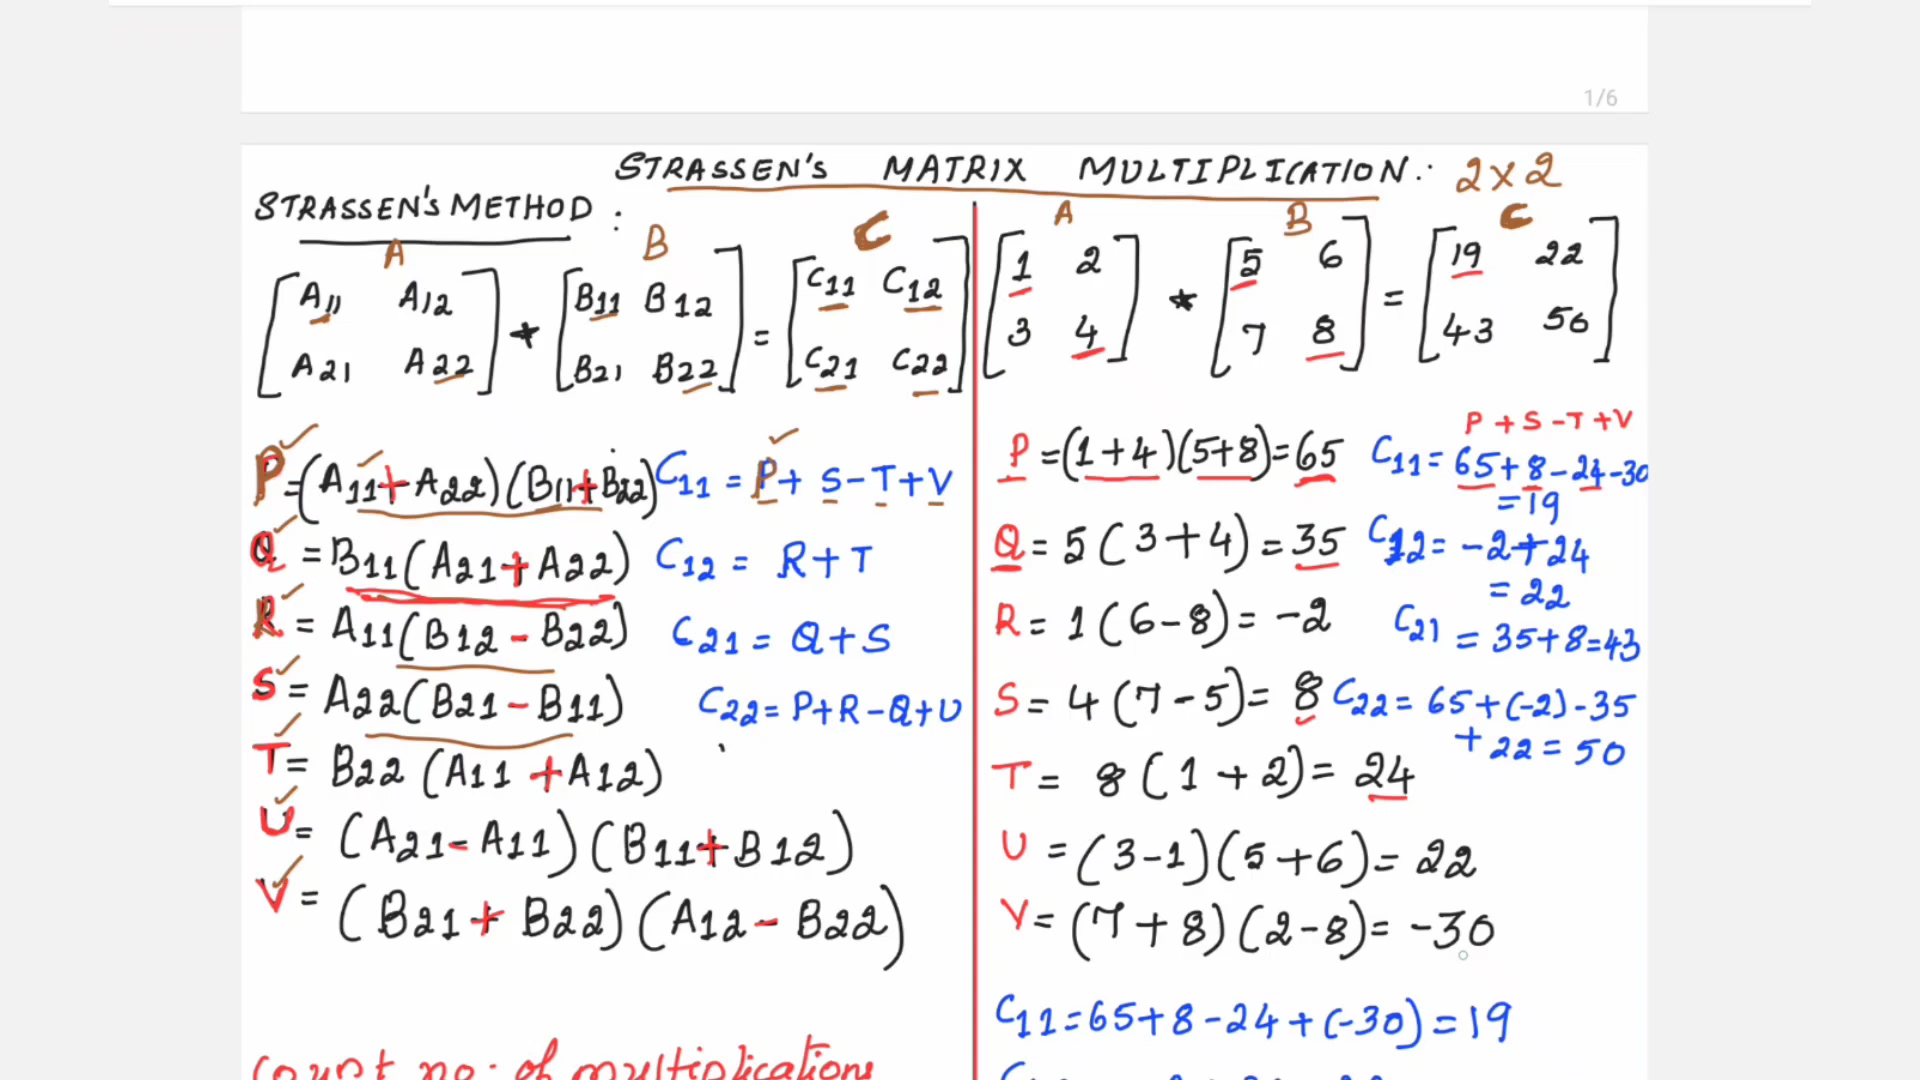 1/6
STRASSEN'S MATRIX MULTIPLICATION:- 2x2
STRASSEN'S METHOD :
A B C
A11 A12
A21 A22
*
B11 B12
B21 B22
=
C11 C12
C21 C22
P = (A11+A22)(B11+B22)
Q = B11(A21+A22)
R = A11(B12-B22)
S = A22(B21-B11)
T = B22(A11+A12)
U = (A21-A11)(B11+B12)
V = (B21+B22)(A12-B22)
C11 = P+S-T+V
C12 = R+T
C21 = Q+S
C22 = P+R-Q+U
count no. of multiplications
A B C
1 2
3 4
*
5 6
7 8
=
19 22
43 50
P = (1+4)(5+8)=65
Q = 5(3+4)=35
R = 1(6-8)= -2
S = 4(7-5)= 8
T = 8(1+2)= 24
U = (3-1)(5+6)= 22
V = (7+8)(2-8)= -30
P+S-T+V
C11 = 65+8-24-30
=19
C12 = -2+24
= 22
C21 = 35+8=43
C22 = 65+(-2)-35
+22=50
C11=65+8-24+(-30)=19